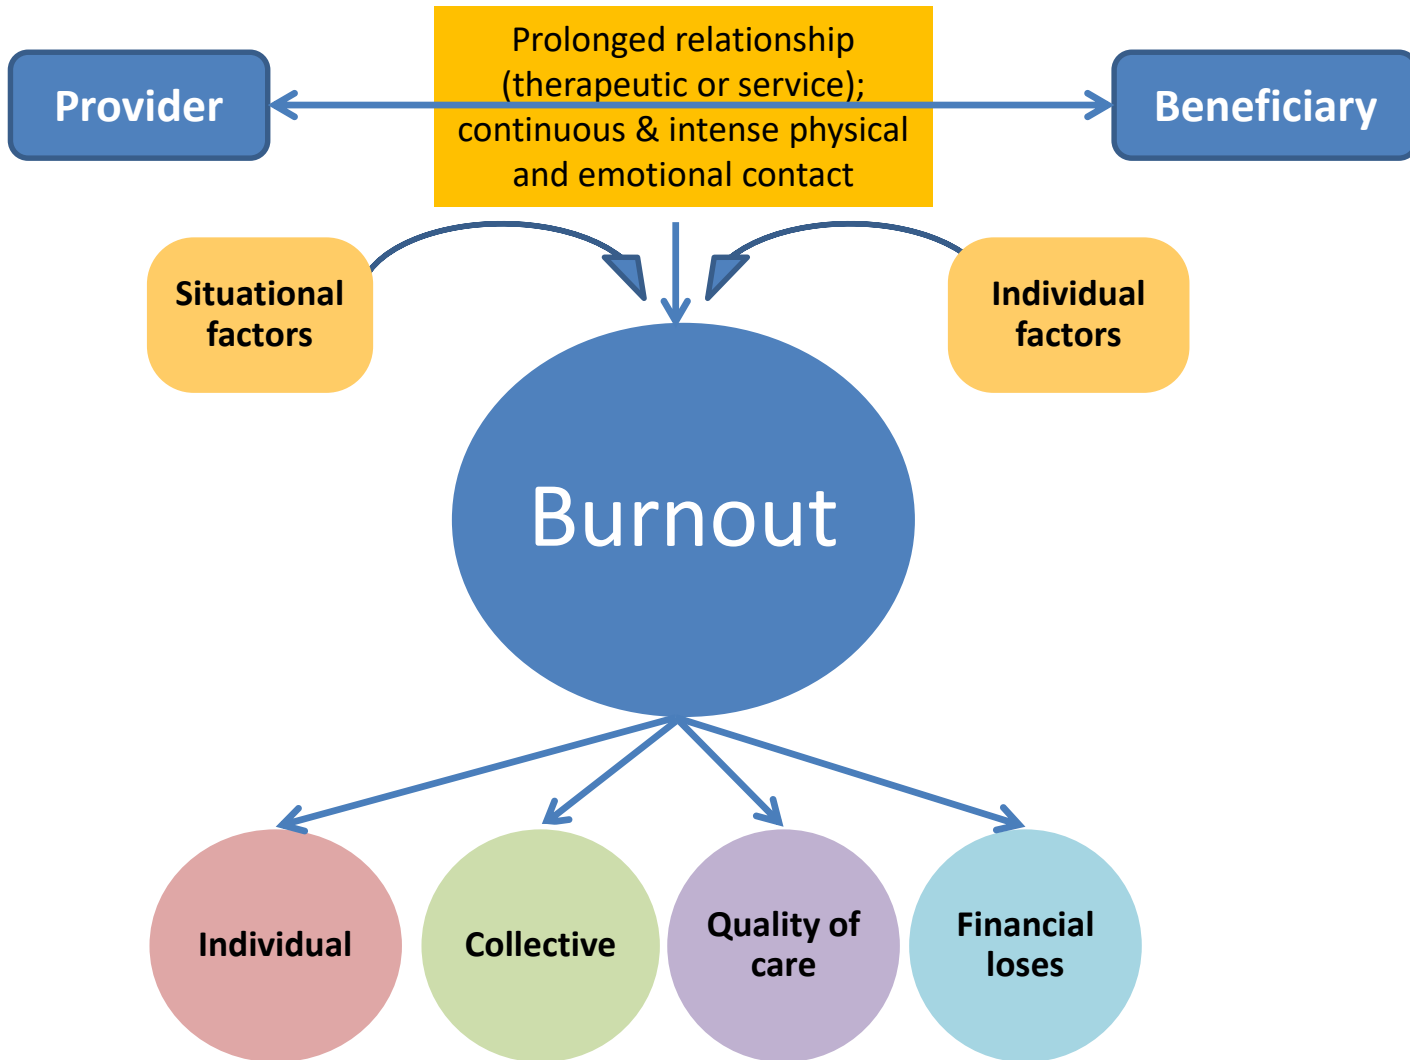 Prolonged relationship
(therapeutic or service);
continuous & intense physical
and emotional contact
Provider
Beneficiary
Situational
factors
Individual
factors
Burnout
Individual
Collective
Quality of
care
Financial
loses